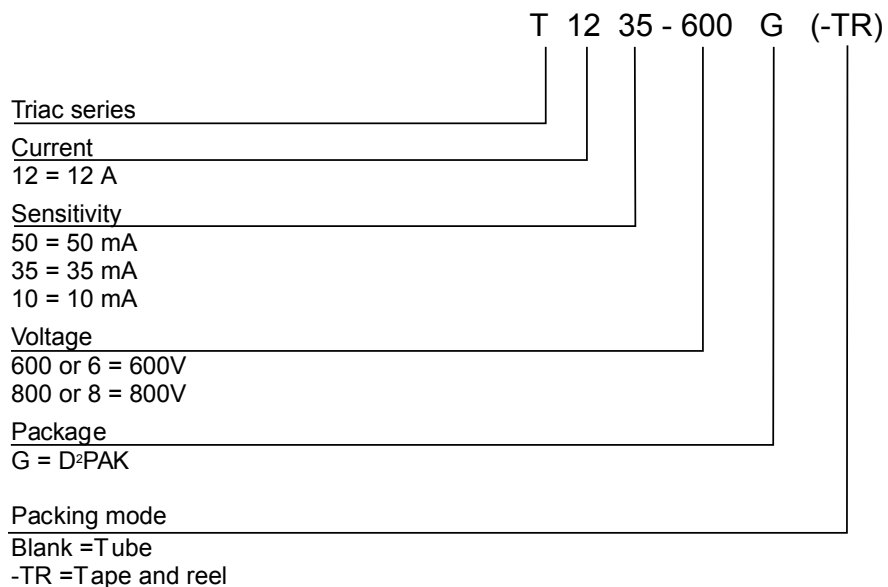 T 12 35 - 600 G (-TR)
Triac series
Current
12 = 12 A
Sensitivity
50 = 50 mA
35 = 35 mA
10 = 10 mA
Voltage
600 or 6 = 600V
800 or 8 = 800V
Package
G = D²PAK
Packing mode
Blank =Tube
-TR =Tape and reel